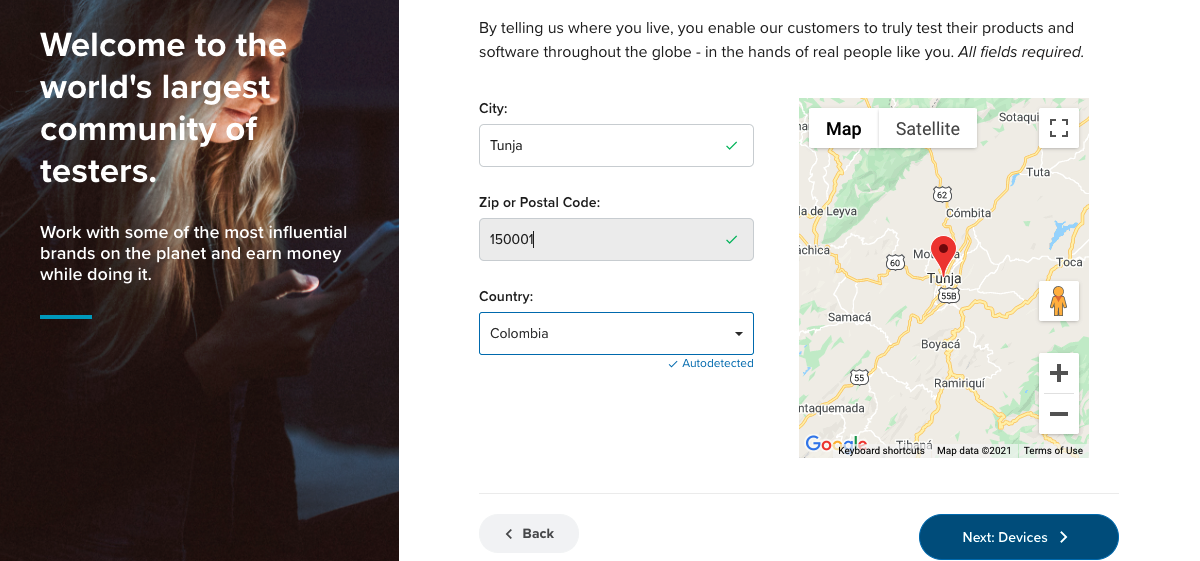 Welcome to the
world's largest
community of
testers.
Work with some of the most influential
brands on the planet and earn money
while doing it.
By telling us where you live, you enable our customers to truly test their products and
software throughout the globe - in the hands of real people like you. All fields required.
City:
Tunja
Zip or Postal Code:
150001
Country:
Colombia
Autodetected
Map
Satellite
Sotaqui
Tuta
62
Cómbita
la de Leyva
áchica
60
Toca
Tunja
55B
Samacá
Boyacá
55
Ramiriquí
ntaquemada
Tibaná
Google
Keyboard shortcuts
Map data ©2021
Terms of Use
Back
Next: Devices